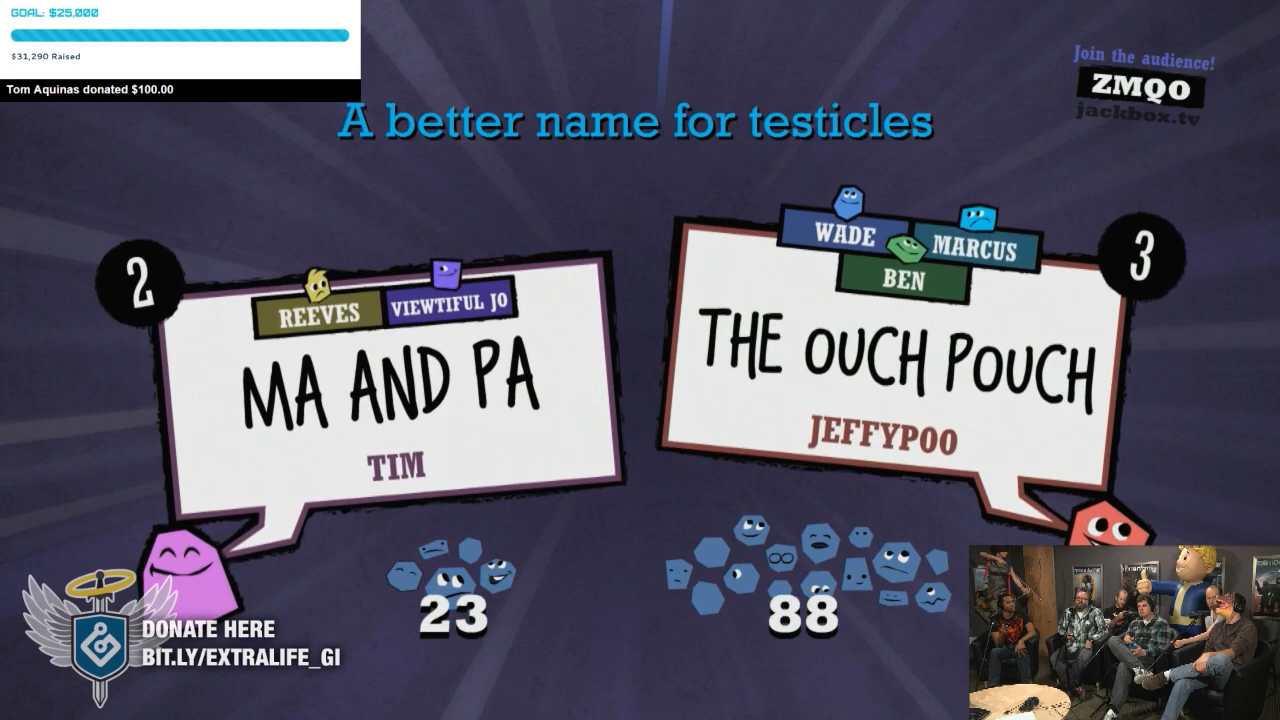 GOAL: $25,000
$31,290 Raised
Tom Aquinas donated $100.00
Join the audience!
ZMQO
jackbox.tv
A better name for testicles
2
REEVES
VIEWTIFUL JO
MA AND PA
TIM
23
3
WADE
MARCUS
BEN
THE OUCH POUCH
JEFFYPOO
88
DONATE HERE
BIT.LY/EXTRALIFE_GI